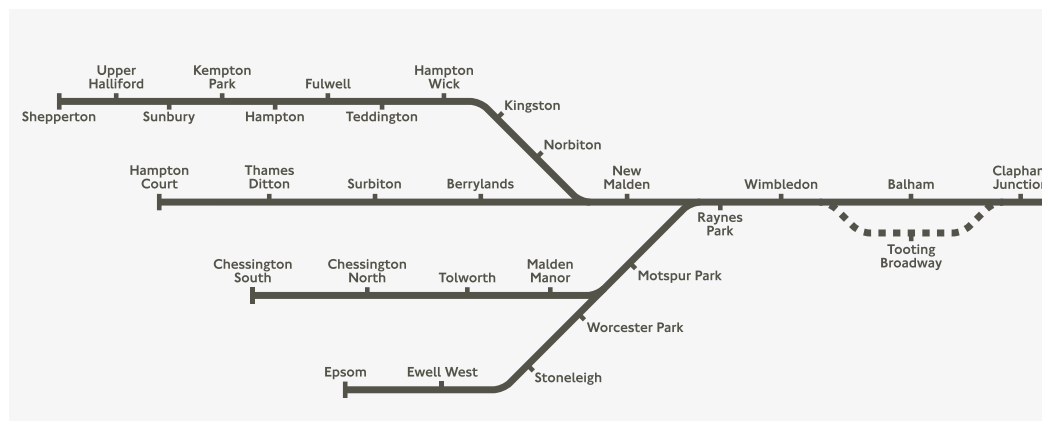 Upper
Halliford
Kempton
Park
Fulwell
Hampton
Wick
Shepperton
Sunbury
Hampton
Teddington
Kingston
Norbiton
Hampton
Court
Thames
Ditton
Surbiton
Berrylands
New
Malden
Wimbledon
Balham
Raynes
Park
Tooting
Broadway
Chessington
South
Chessington
North
Tolworth
Malden
Manor
Motspur Park
Worcester Park
Epsom
Ewell West
Stoneleigh